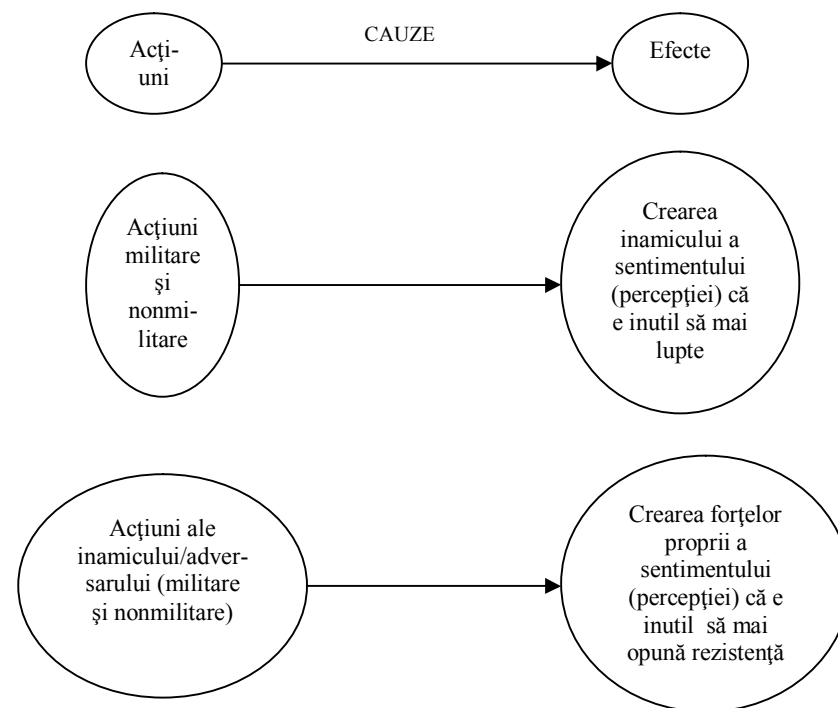 Acţi-
uni
CAUZE
Efecte
Acţiuni
militare
şi
nonmi-
litare
Crearea
inamicului a
sentimentului
(percepţiei) că
e inutil să mai
lupte
Acţiuni ale
inamicului/adver-
sarului (militare
şi nonmilitare)
Crearea forţelor
proprii a
sentimentului
(percepţiei) că e
inutil să mai
opună rezistenţă